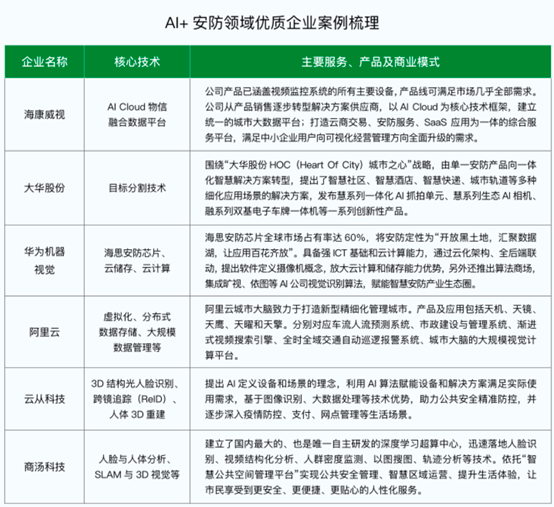 AI+ 安防领域优质企业案例梳理
企业名称 核心技术 主要服务、产品及商业模式
海康威视
AI Cloud 物信
融合数据平台
公司产品已涵盖视频监控系统的所有主要设备，产品线可满足市场几乎全部需求。
公司从产品销售逐步转型解决方案供应商，以 AI Cloud 为核心技术框架，建立
统一的城市大数据平台；打造云商交易、安防服务、SaaS 应用为一体的综合服
务平台，满足中小企业用户向可视化经营管理方向全面升级的需求。
大华股份
目标分割技术
围绕“大华股份 HOC（Heart Of City）城市之心”战略，由单一安防产品向一体
化智慧解决方案转型，提出了智慧社区、智慧酒店、智慧快递、城市轨道等多种
细化应用场景的解决方案，发布慧系列一体化 AI 抓拍单元、慧系列生态 AI 相机、
融系列双基电子车牌一体机等一系列创新性产品。
华为机器
视觉
海思安防芯片、
云储存、云计算
海思安防芯片全球市场占有率达 60%，将安防定性为“开放黑土地，汇聚数据
湖，让应用百花齐放”。具备强 ICT 基础和云计算能力，通过云化架构、全后端联
动，提出软件定义摄像机概念，放大云计算和储存能力优势，另外还推出算法商场，
集成旷视、依图等 AI 公司视觉识别算法，赋能智慧安防产业生态圈。
阿里云
虚拟化、分布式
数据存储、大规模
数据管理等
阿里云城市大脑致力于打造新型精细化管理城市。产品及应用包括天机、天镜、
天鹰、天曜和天擎。分别对应车流人流预测系统、市政建设与管理系统、渐进
式视频搜索引擎、全时全域交通自动巡逻报警系统、城市大脑的大规模视觉计
算平台。
云从科技
3D 结构光人脸识别、
跨镜追踪（ReID）、
人体 3D 重建
提出 AI 定义设备和场景的理念，利用 AI 算法赋能设备和解决方案满足实际使
用需求，基于图像识别、大数据处理等技术优势，助力公共安全精准防控，并
逐步深入疫情防控、支付、网点管理等生活场景。
商汤科技
人脸与人体分析、
SLAM 与 3D 视觉等
建立了国内最大的、也是唯一自主研发的深度学习超算中心，迅速落地人脸识
别、视频结构化分析、人群密度监测、以图搜图、轨迹分析等技术。依托“智
慧公共空间管理平台”实现公共安全管理、智慧区域运营、提升生活体验，让
市民享受到更安全、更便捷、更贴心的人性化服务。